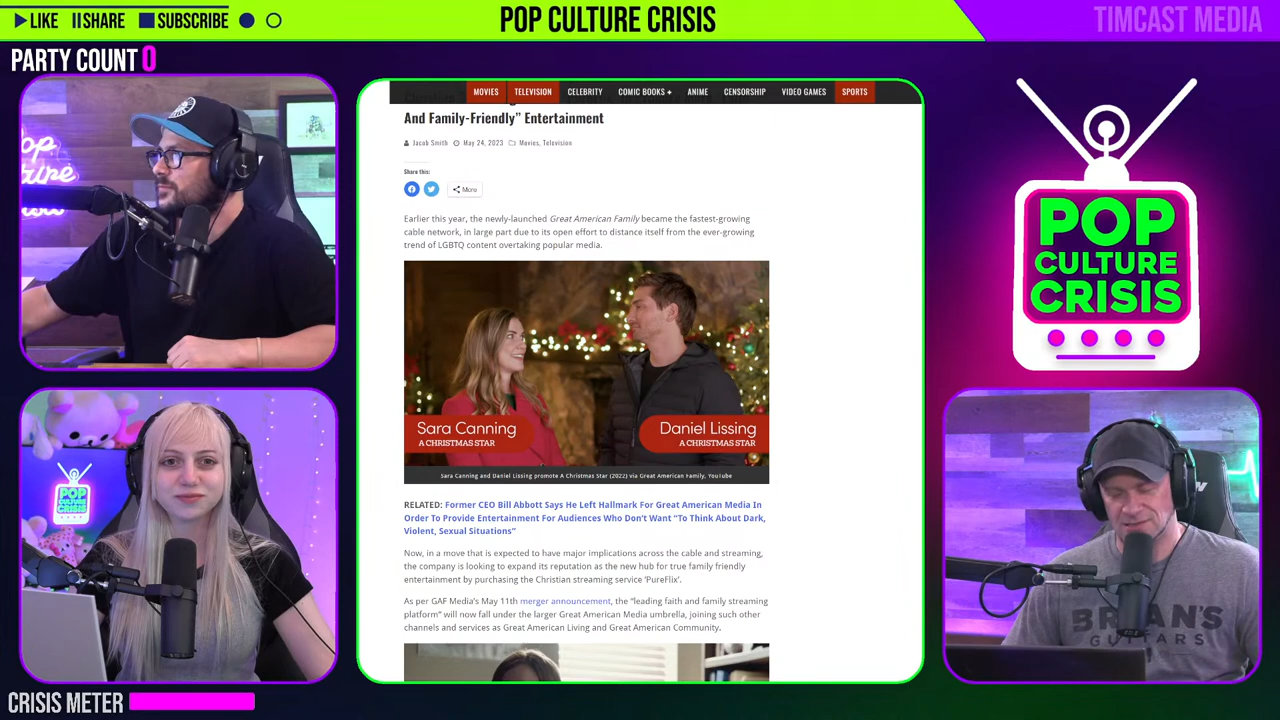 LIKE SHARE SUBSCRIBE
POP CULTURE CRISIS
TIMCAST MEDIA
PARTY COUNT 0
MOVIES TELEVISION CELEBRITY COMIC BOOKS + ANIME CENSORSHIP VIDEO GAMES SPORTS
And Family-Friendly” Entertainment
Jacob Smith May 24, 2023 Movies, Television
Share this:
More
Earlier this year, the newly-launched Great American Family became the fastest-growing
cable network, in large part due to its open effort to distance itself from the ever-growing
trend of LGBTQ content overtaking popular media.
Sara Canning
A CHRISTMAS STAR
Daniel Lissing
A CHRISTMAS STAR
Sara Canning and Daniel Lissing promote A Christmas Star (2022) via Great American Family, YouTube
RELATED: Former CEO Bill Abbott Says He Left Hallmark For Great American Media In
Order To Provide Entertainment For Audiences Who Don’t Want “To Think About Dark,
Violent, Sexual Situations”
Now, in a move that is expected to have major implications across the cable and streaming,
the company is looking to expand its reputation as the new hub for true family friendly
entertainment by purchasing the Christian streaming service ‘PureFlix’.
As per GAF Media’s May 11th merger announcement, the “leading faith and family streaming
platform” will now fall under the larger Great American Media umbrella, joining such other
channels and services as Great American Living and Great American Community.
POP
CULTURE
CRISIS
POP
CULTURE
CRISIS
BRIAN'S
GUITARS
CRISIS METER